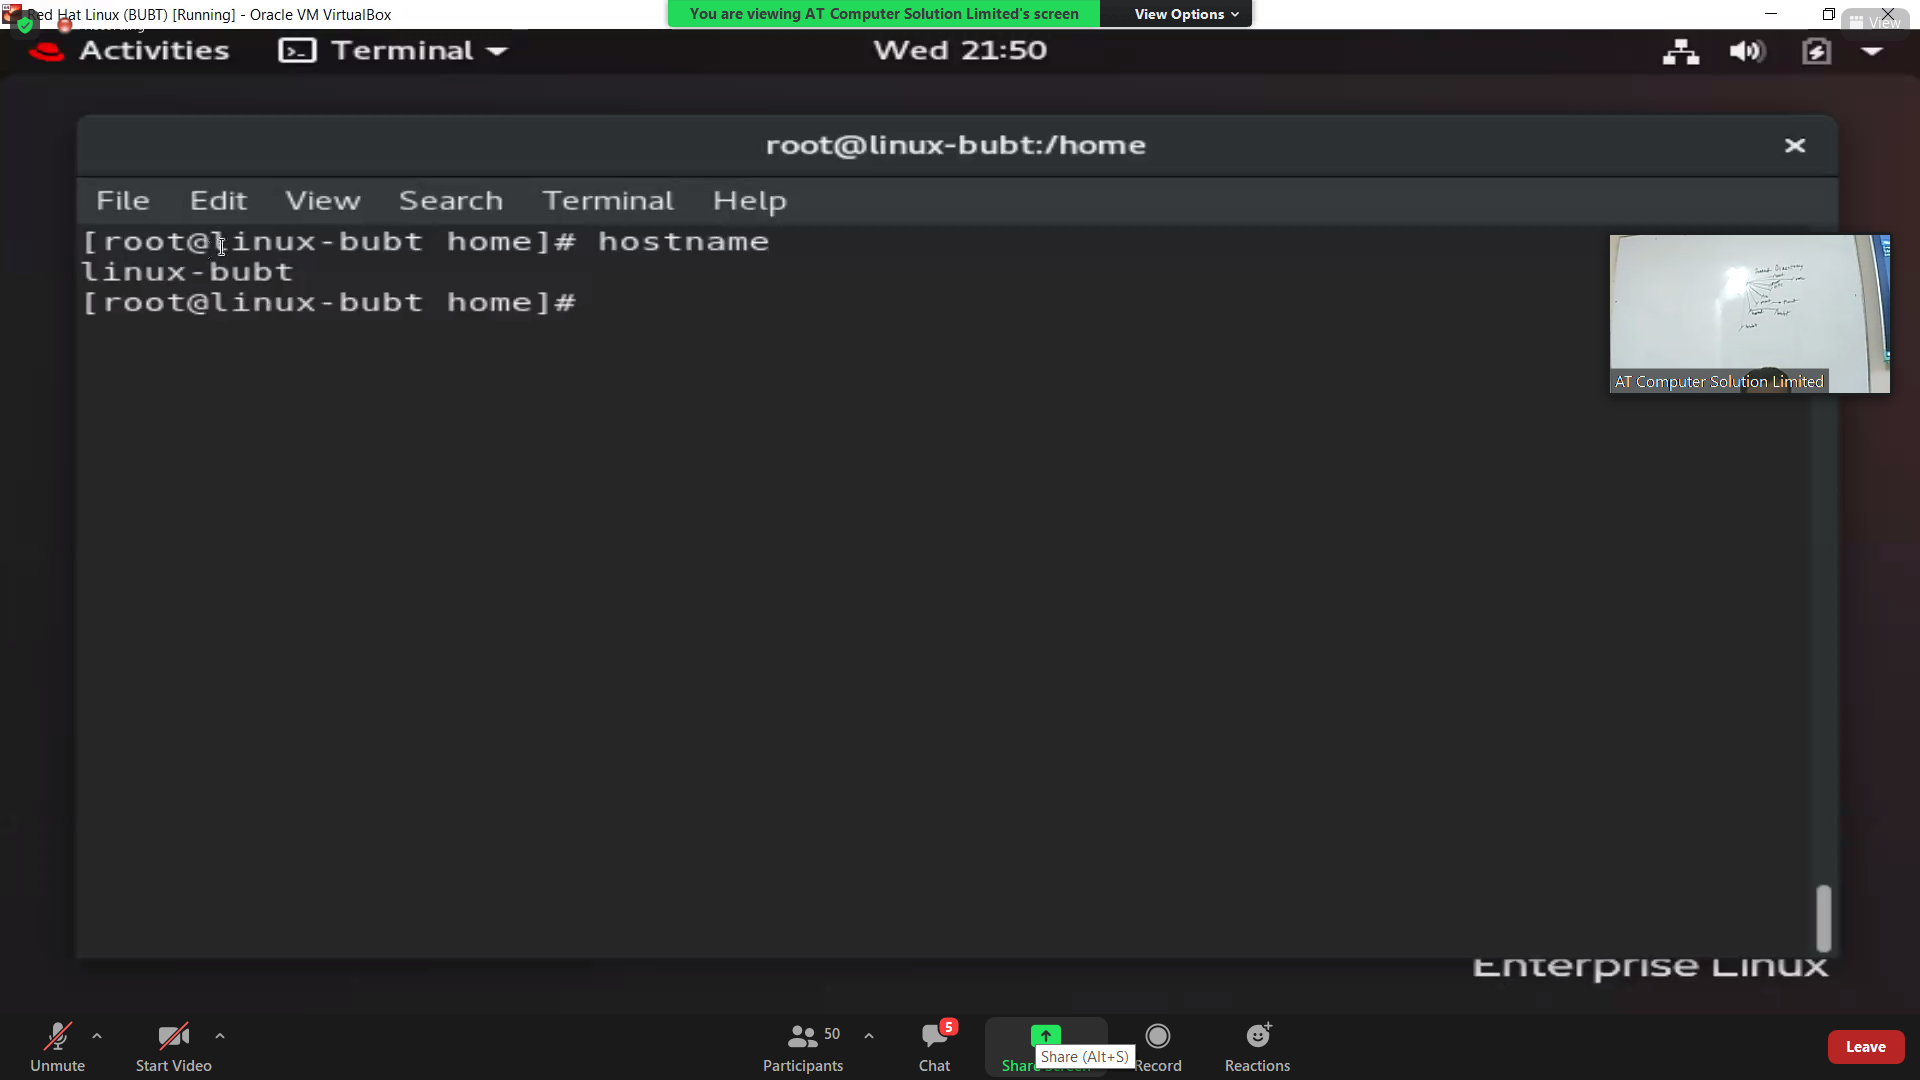 Red Hat Linux (BUBT) [Running] - Oracle VM VirtualBox
You are viewing AT Computer Solution Limited's screen
View Options
View
Activities
Terminal
Wed 21:50
root@linux-bubt:/home
File Edit View Search Terminal Help
[root@linux-bubt home]# hostname
linux-bubt
[root@linux-bubt home]#
AT Computer Solution Limited
Enterprise Linux
Unmute
Start Video
Participants
50
Chat
5
Share
Share (Alt+S)
Record
Reactions
Leave